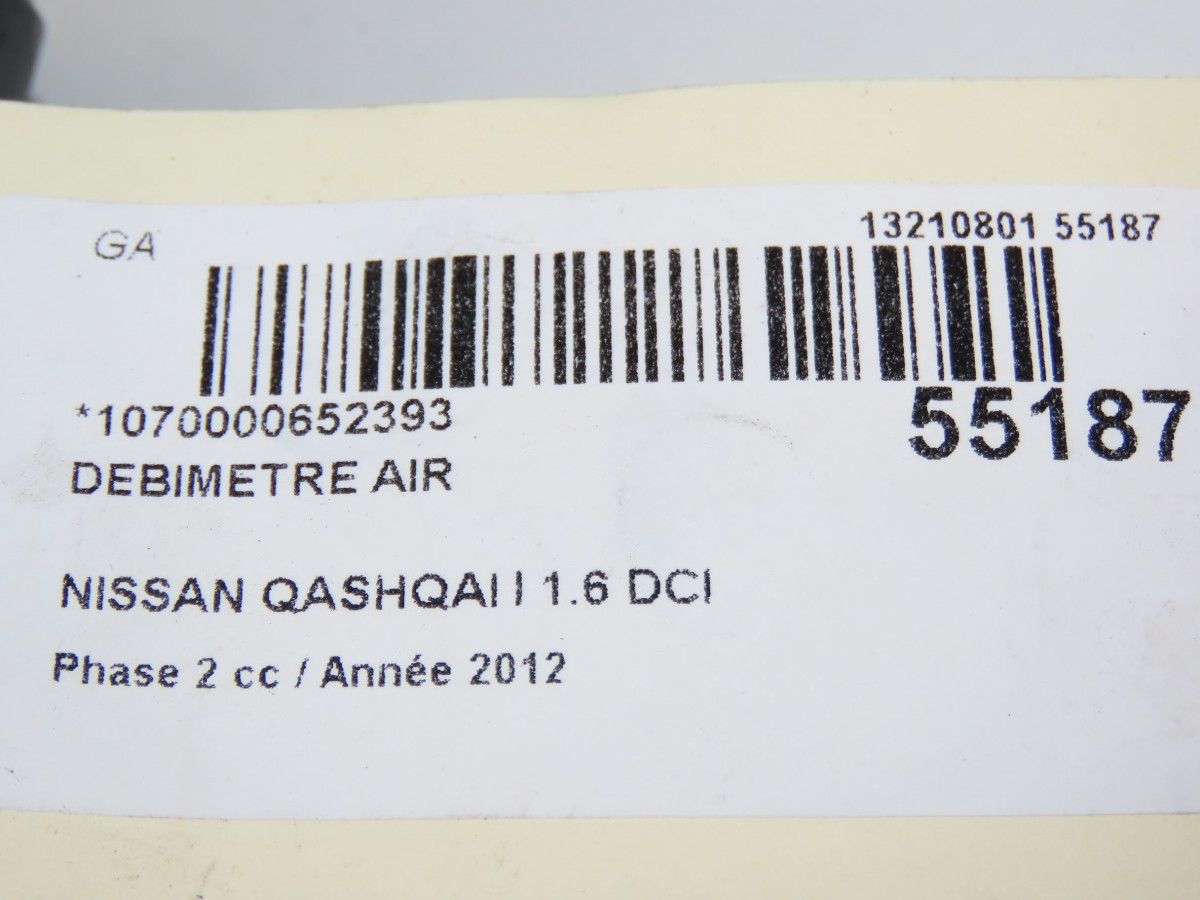 GA
13210801 55187
*1070000652393
55187
DEBIMETRE AIR
NISSAN QASHQAI I 1.6 DCI
Phase 2 cc / Année 2012